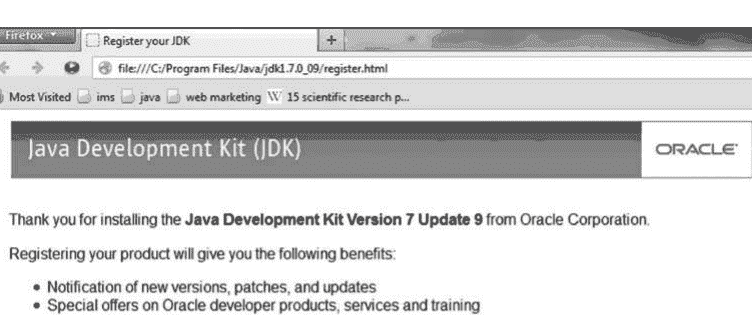 Firefox
Register your JDK +
file:///C:/Program Files/Java/jdk1.7.0_09/register.html
Most Visited ims java web marketing W 15 scientific research p...
Java Development Kit (JDK) ORACLE
Thank you for installing the Java Development Kit Version 7 Update 9 from Oracle Corporation.
Registering your product will give you the following benefits:
• Notification of new versions, patches, and updates
• Special offers on Oracle developer products, services and training